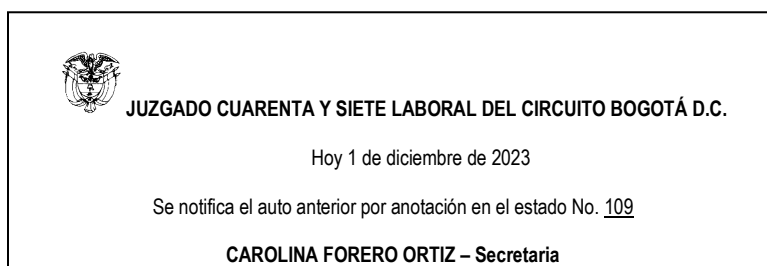 JUZGADO CUARENTA Y SIETE LABORAL DEL CIRCUITO BOGOTÁ D.C.
Hoy 1 de diciembre de 2023
Se notifica el auto anterior por anotación en el estado No. 109
CAROLINA FORERO ORTIZ – Secretaria